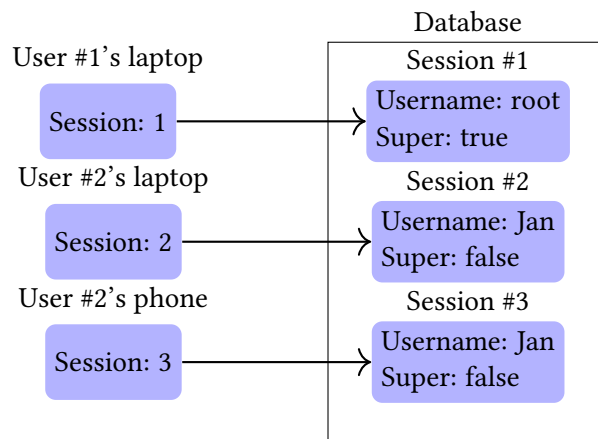 Database
User #1’s laptop
Session #1
Session: 1
Username: root
Super: true
User #2’s laptop
Session #2
Session: 2
Username: Jan
Super: false
User #2’s phone
Session #3
Session: 3
Username: Jan
Super: false